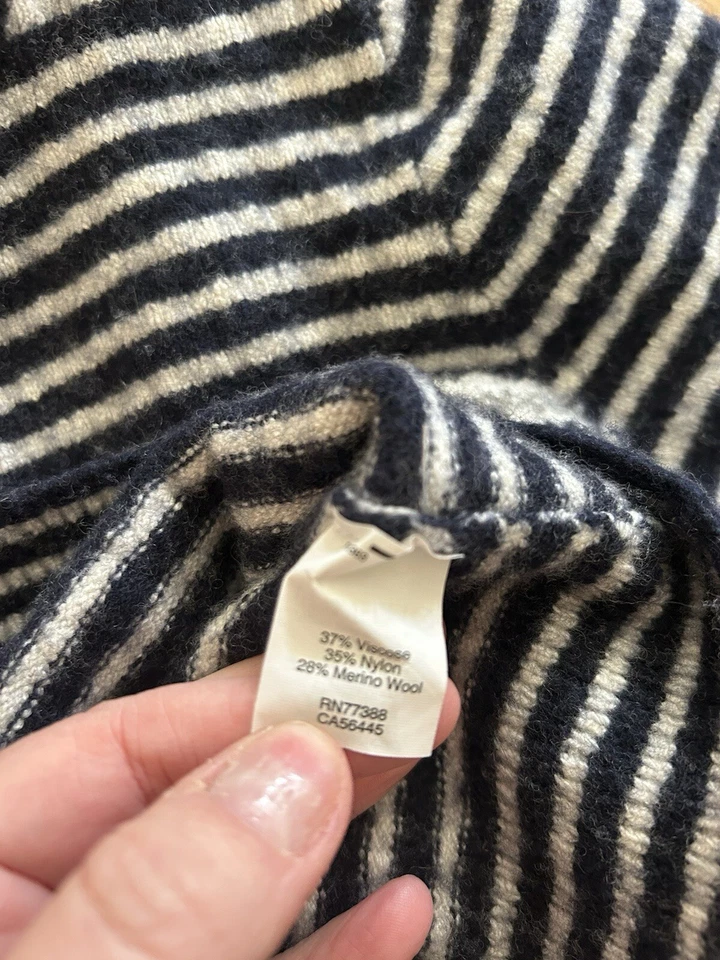 37% Viscose
35% Nylon
28% Merino Wool
RN77388
CA56445